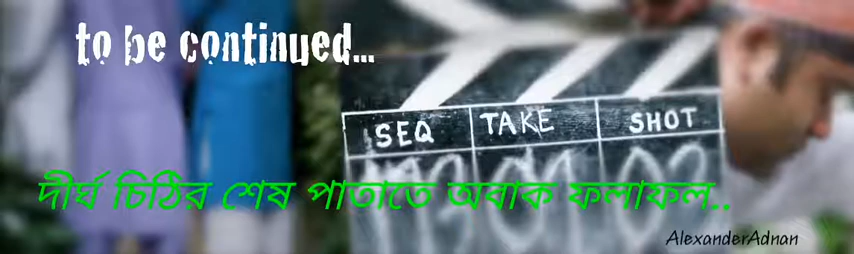 to be continued...
SEQ TAKE SHOT
দীর্ঘ চিঠির শেষ পাতাতে অবাক ফলাফল..
AlexanderAdnan